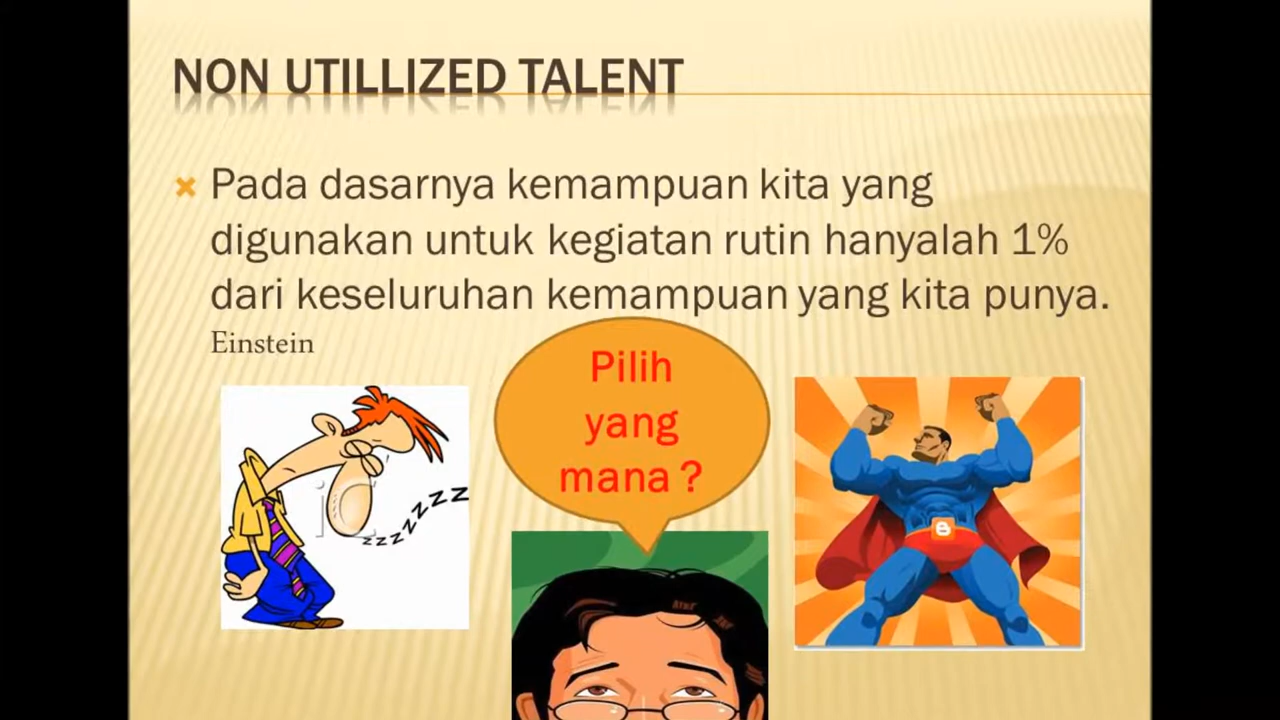 NON UTILLIZED TALENT
Pada dasarnya kemampuan kita yang
digunakan untuk kegiatan rutin hanyalah 1%
dari keseluruhan kemampuan yang kita punya.
Einstein
Pilih
yang
mana ?
zzzzzZZZZ